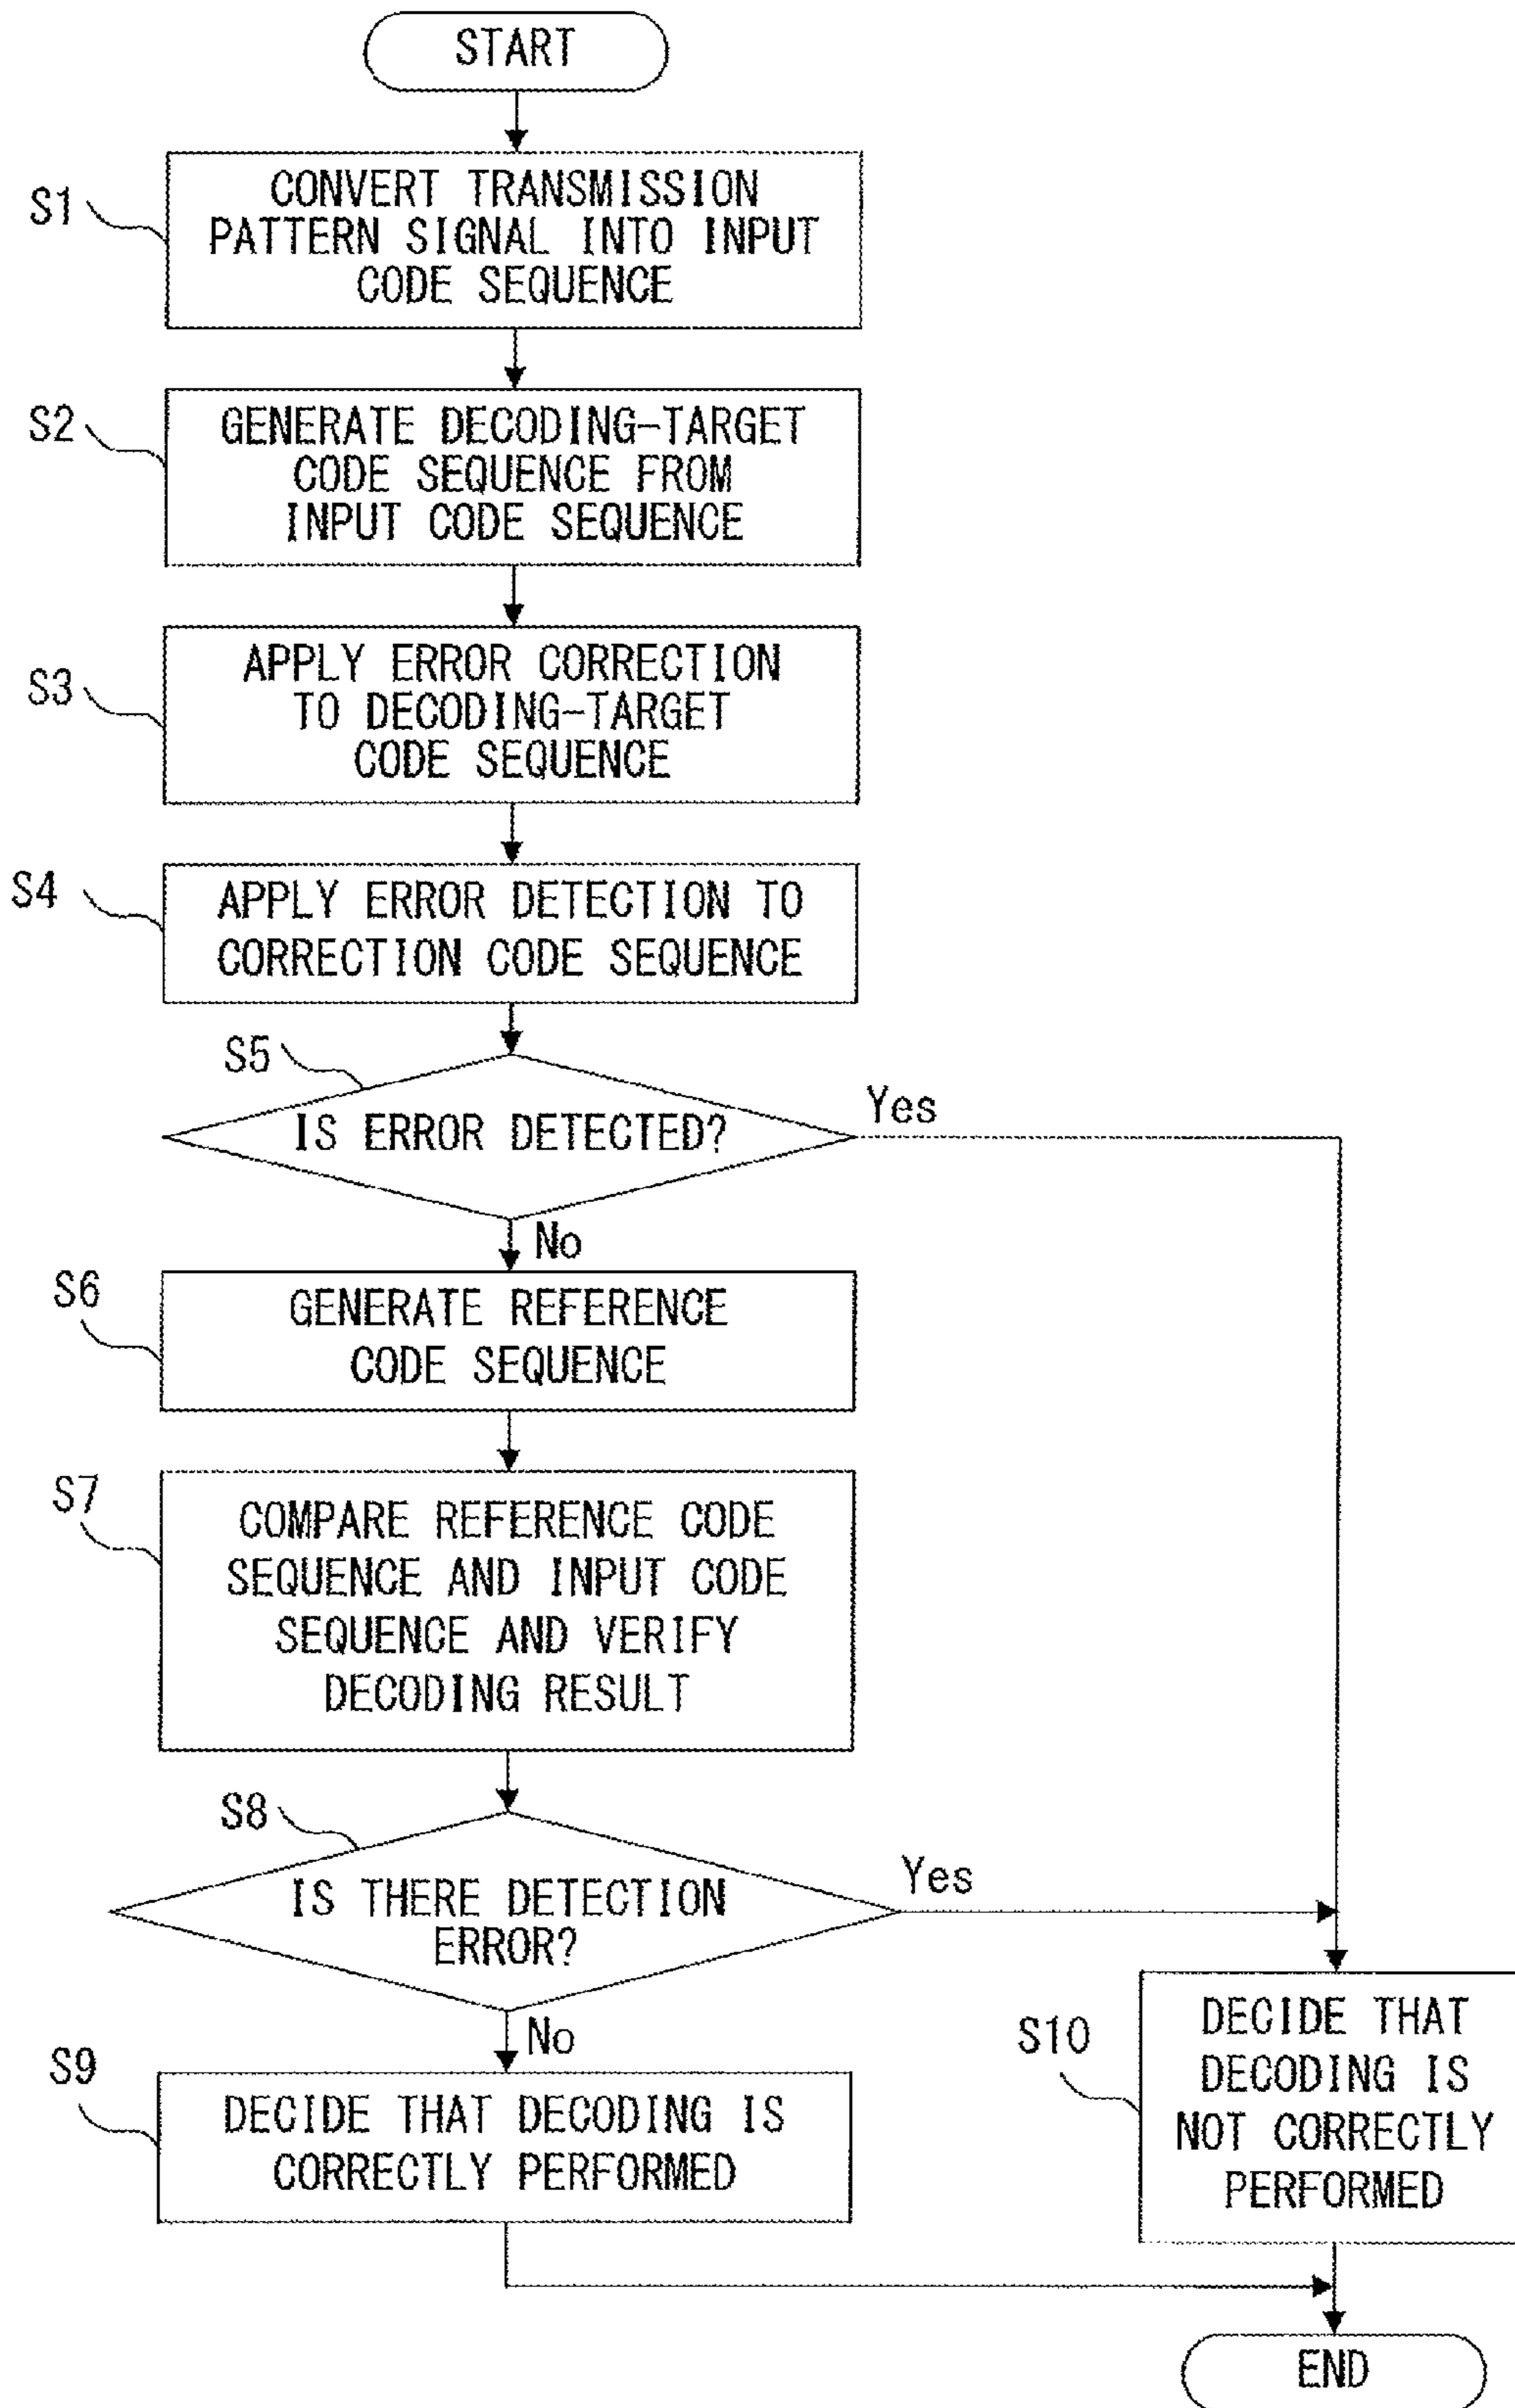 START
S1
CONVERT TRANSMISSION
PATTERN SIGNAL INTO INPUT
CODE SEQUENCE
S2
GENERATE DECODING-TARGET
CODE SEQUENCE FROM
INPUT CODE SEQUENCE
S3
APPLY ERROR CORRECTION
TO DECODING-TARGET
CODE SEQUENCE
S4
APPLY ERROR DETECTION TO
CORRECTION CODE SEQUENCE
S5
IS ERROR DETECTED?
Yes
No
S6
GENERATE REFERENCE
CODE SEQUENCE
S7
COMPARE REFERENCE CODE
SEQUENCE AND INPUT CODE
SEQUENCE AND VERIFY
DECODING RESULT
S8
IS THERE DETECTION
ERROR?
Yes
No
S9
DECIDE THAT DECODING IS
CORRECTLY PERFORMED
S10
DECIDE THAT
DECODING IS
NOT CORRECTLY
PERFORMED
END